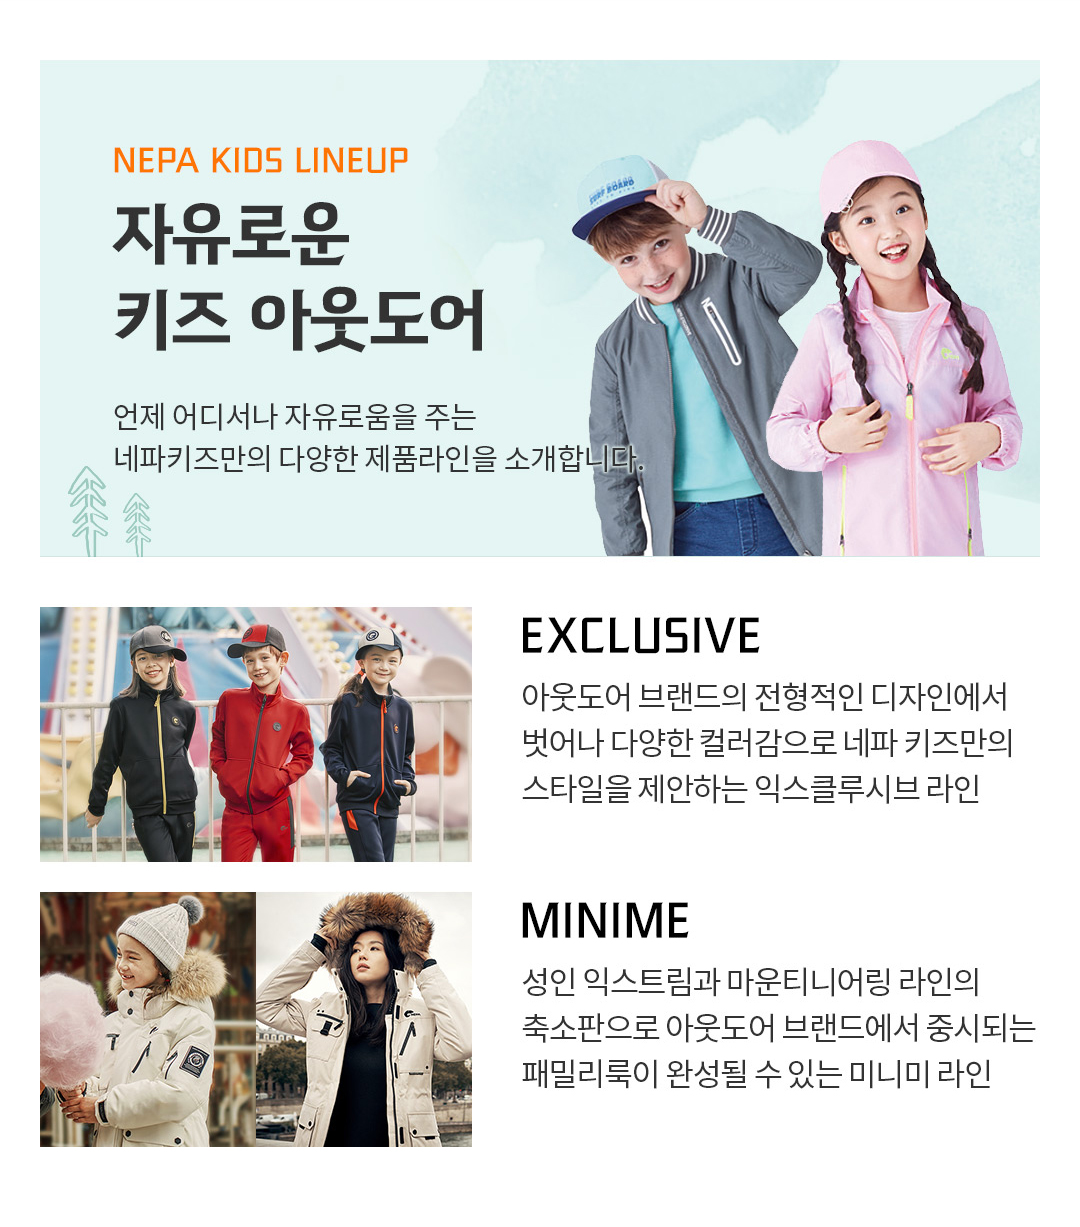 NEPA KIDS LINEUP
자유로운
키즈 아웃도어
언제 어디서나 자유로움을 주는
네파키즈만의 다양한 제품라인을 소개합니다.
SURF BOARD
EXCLUSIVE
아웃도어 브랜드의 전형적인 디자인에서
벗어나 다양한 컬러감으로 네파 키즈만의
스타일을 제안하는 익스클루시브 라인
MINIME
성인 익스트림과 마운티니어링 라인의
축소판으로 아웃도어 브랜드에서 중시되는
패밀리룩이 완성될 수 있는 미니미 라인